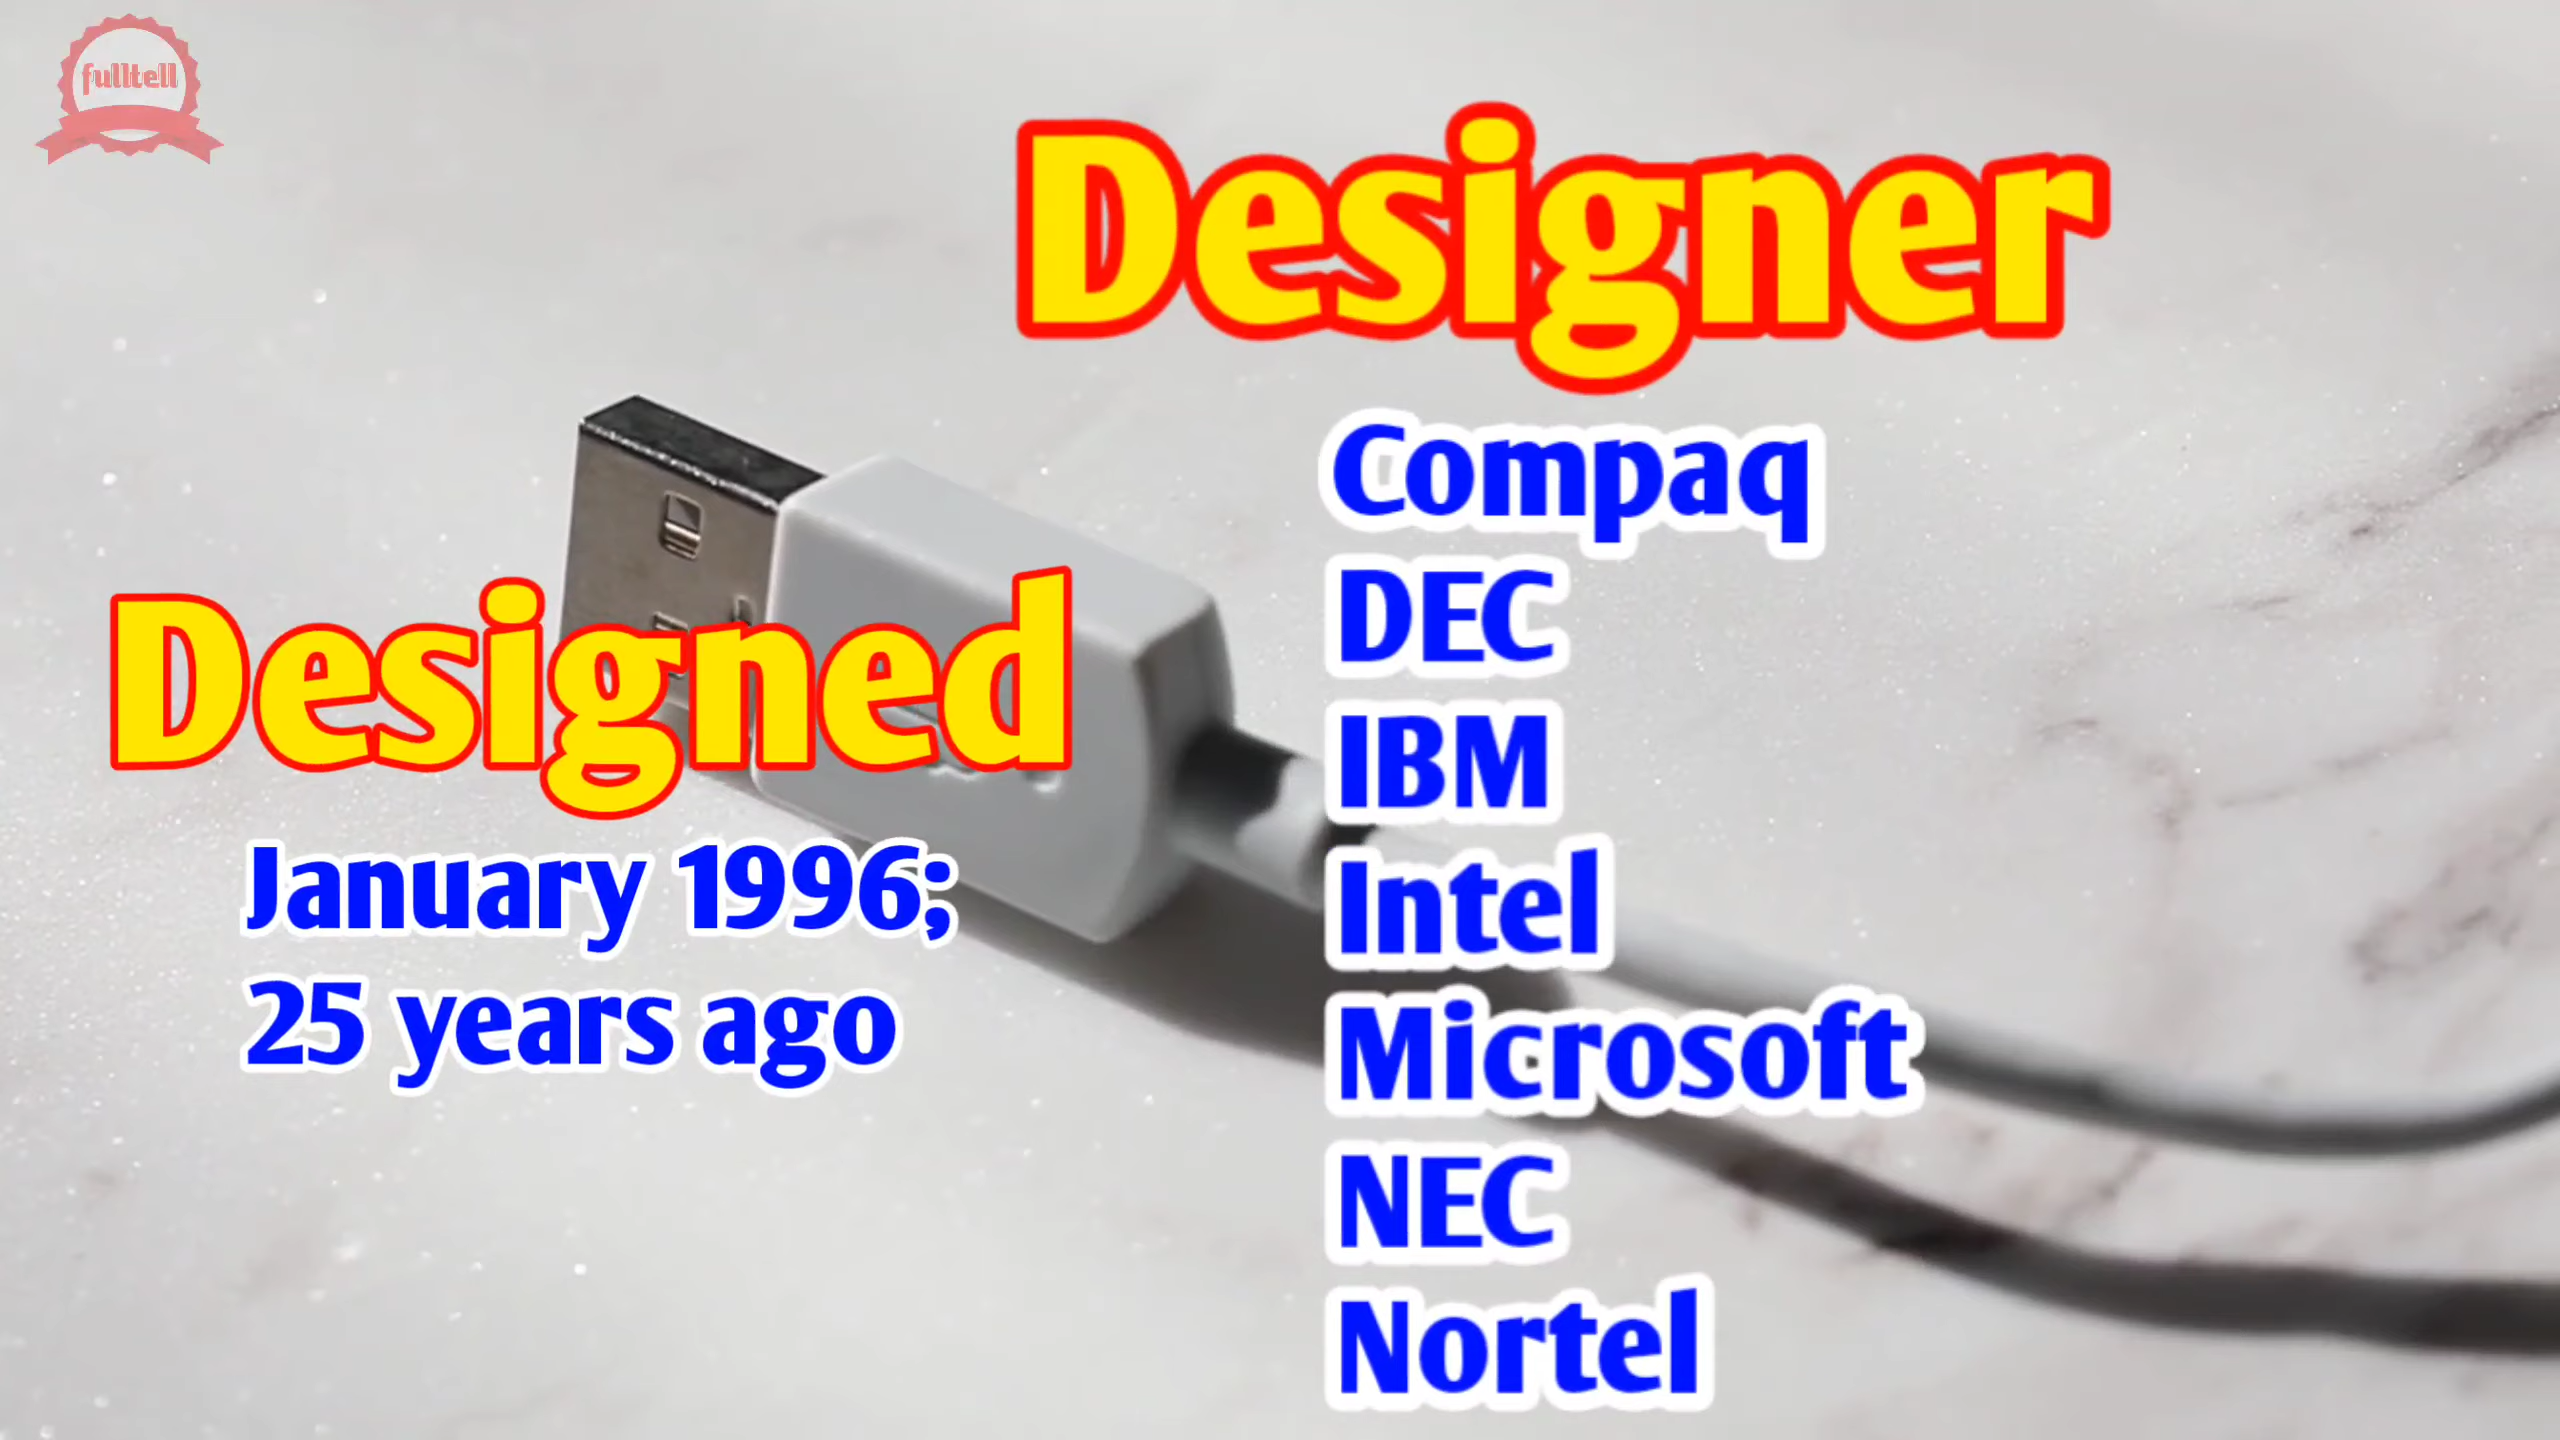 fulltell
Designer
Compaq
DEC
IBM
Intel
Microsoft
NEC
Nortel
Designed
January 1996;
25 years ago